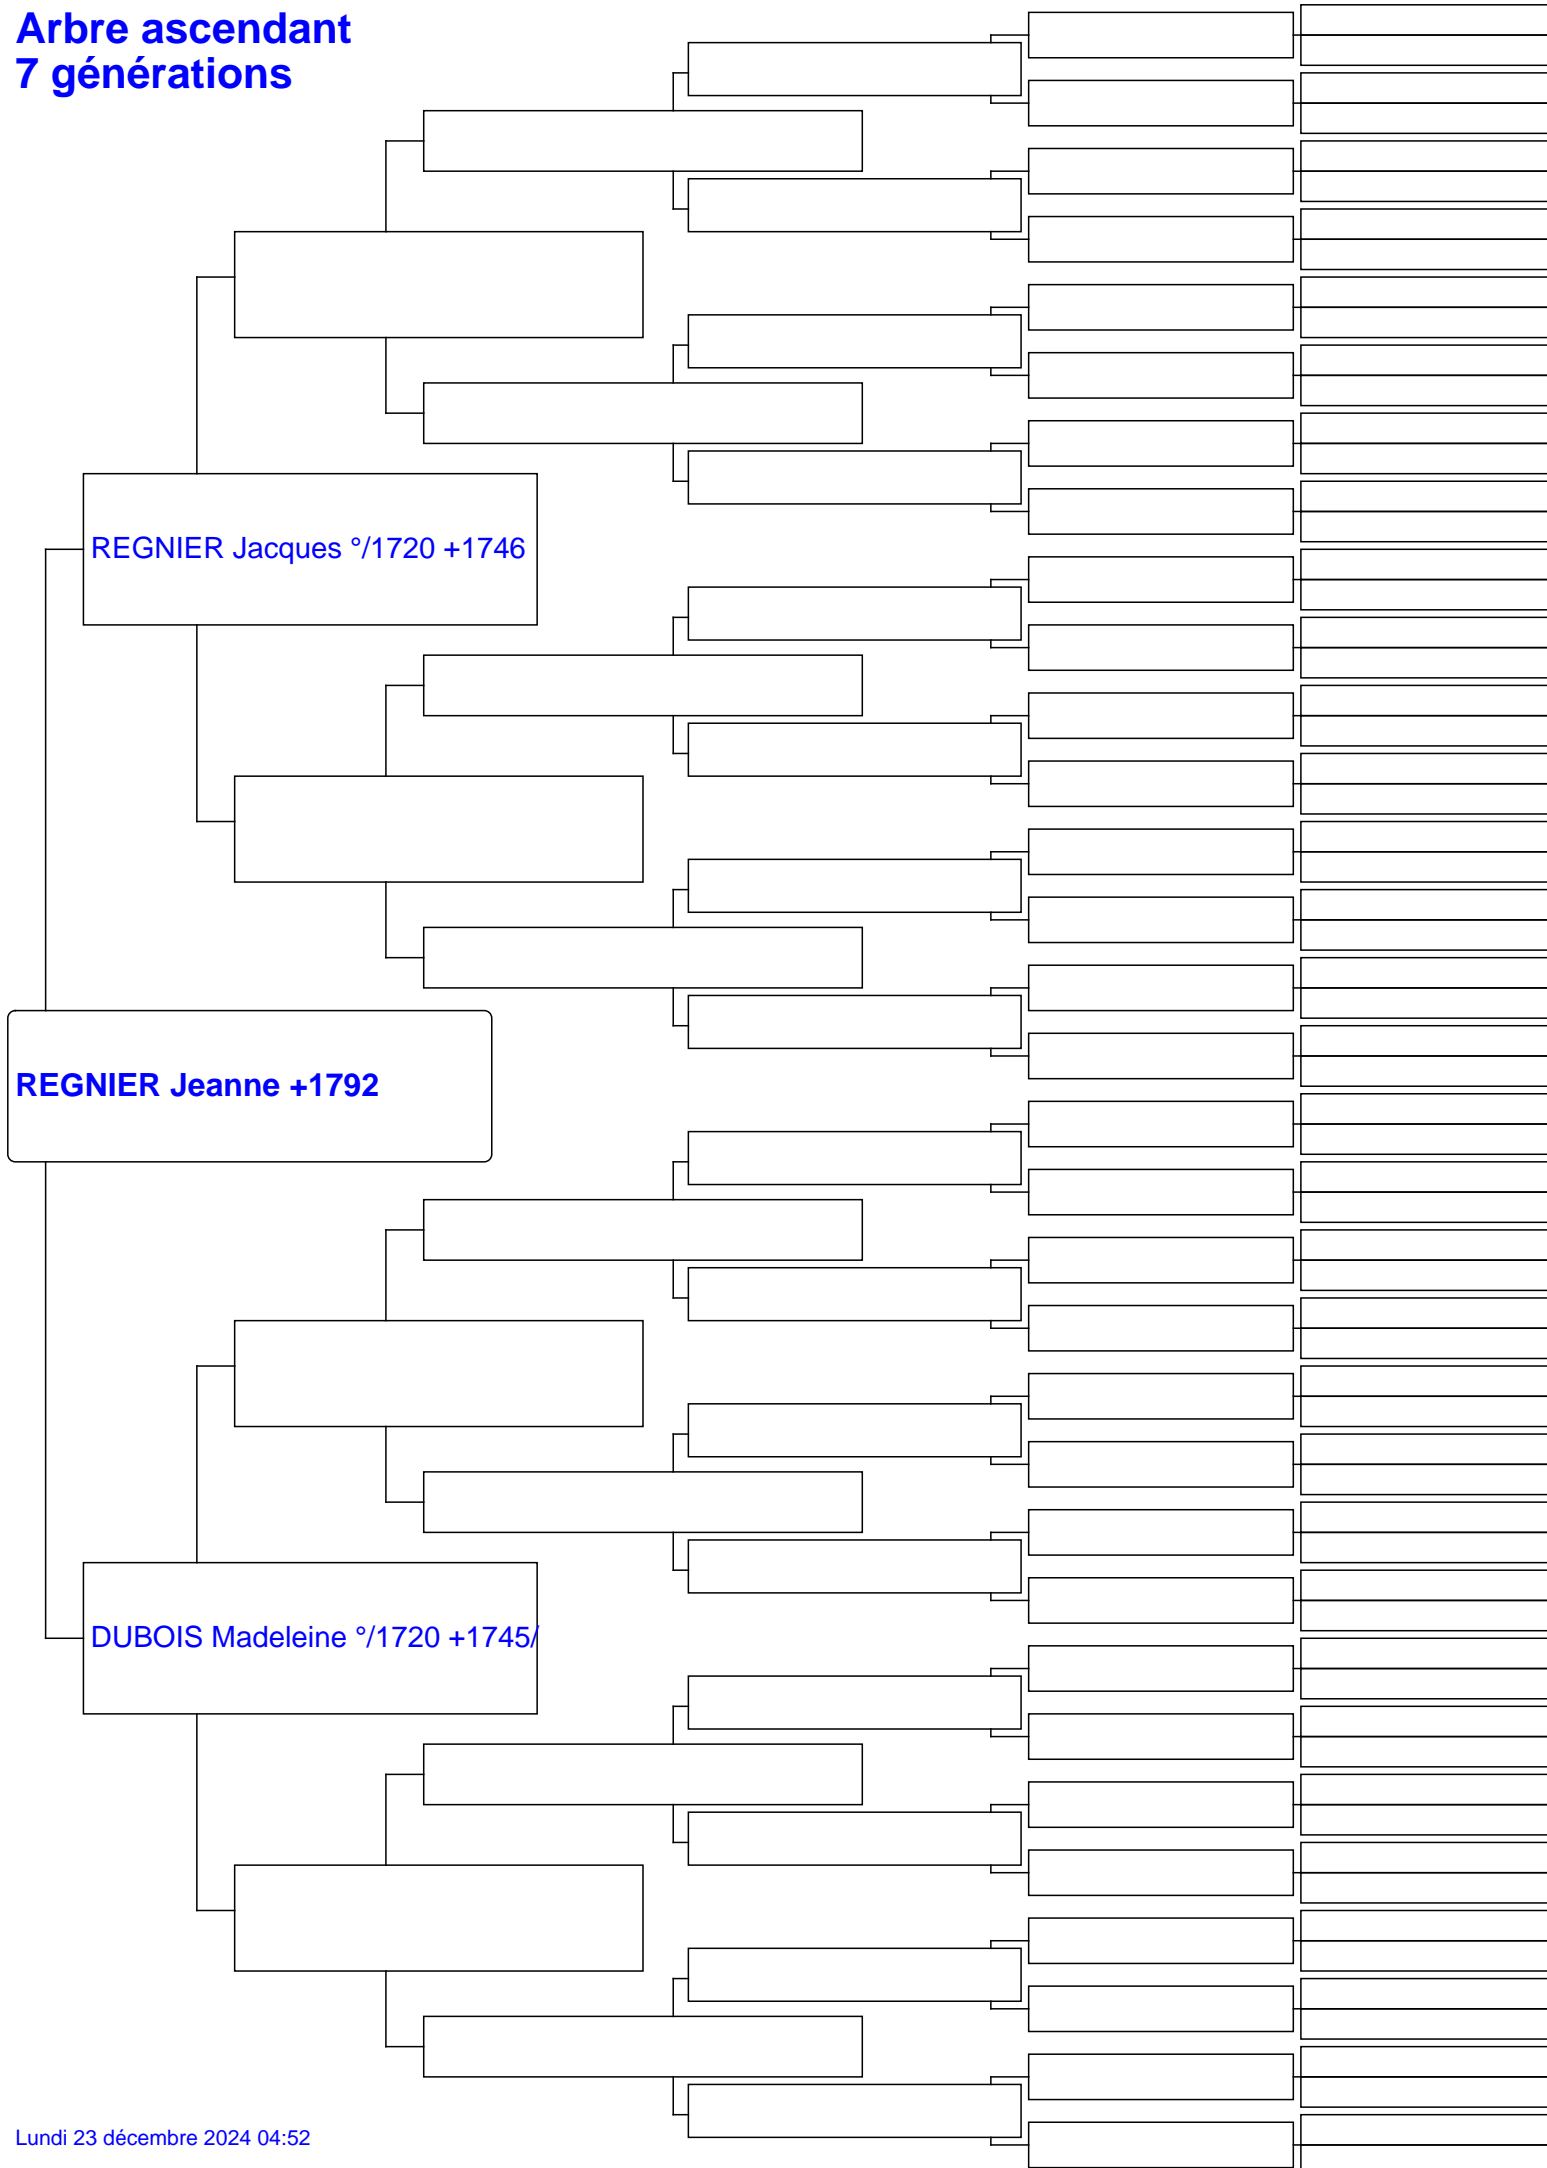 Arbre ascendant
7 générations
REGNIER Jacques °/1720 +1746
REGNIER Jeanne +1792
DUBOIS Madeleine °/1720 +1745/
Lundi 23 décembre 2024 04:52